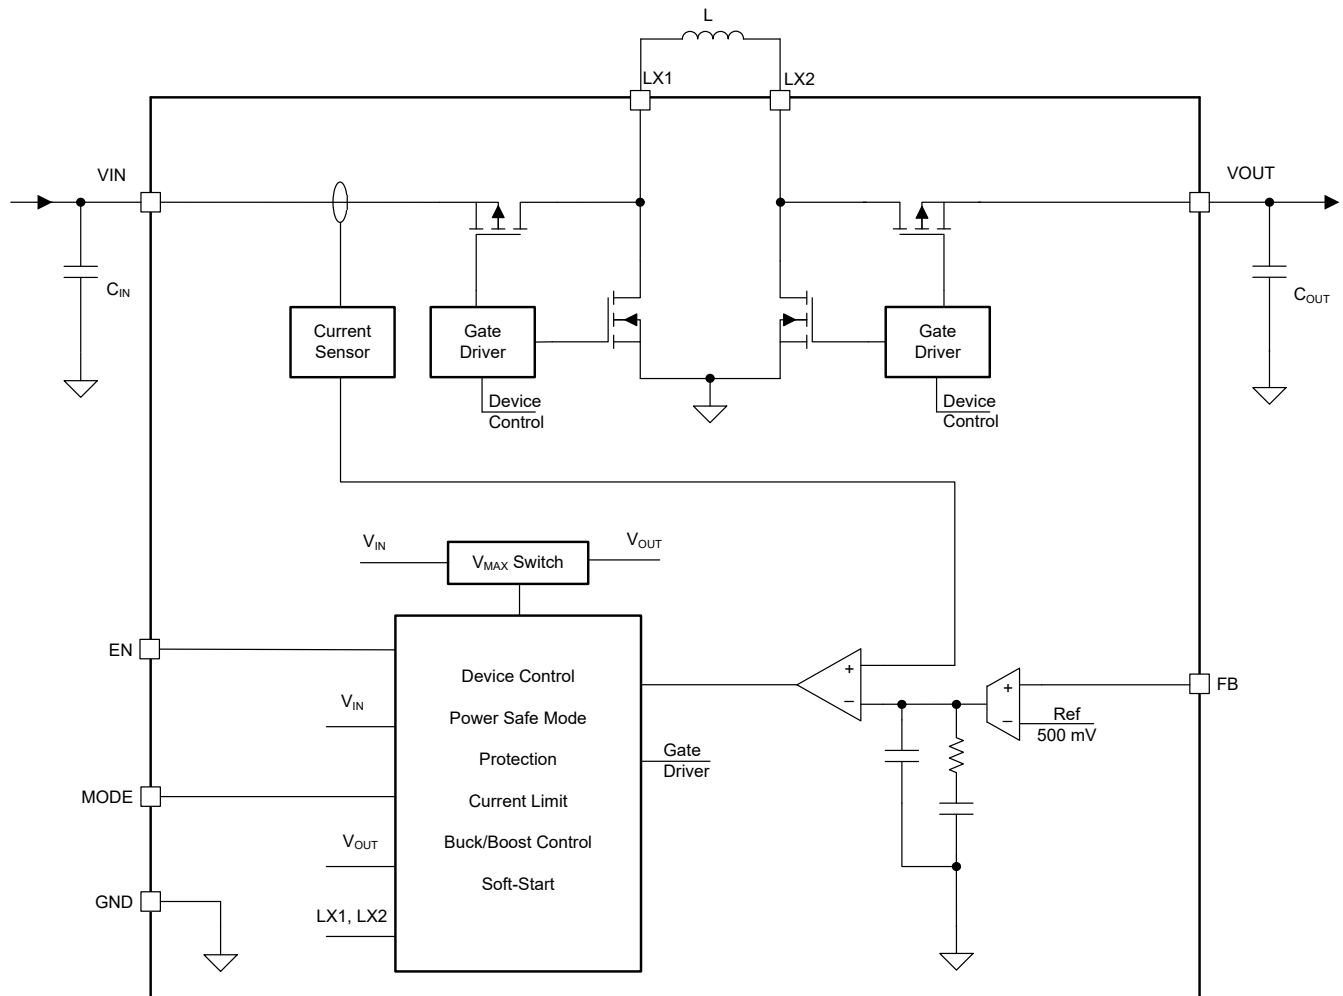 L
LX1
LX2
VIN
VOUT
CIN
COUT
Current
Sensor
Gate
Driver
Gate
Driver
Device
Control
Device
Control
VIN
VMAX Switch
VOUT
EN
Device Control
VIN
Power Safe Mode
Protection
MODE
Current Limit
VOUT
Buck/Boost Control
Soft-Start
GND
LX1, LX2
Gate
Driver
+
−
+
−
Ref
500 mV
FB